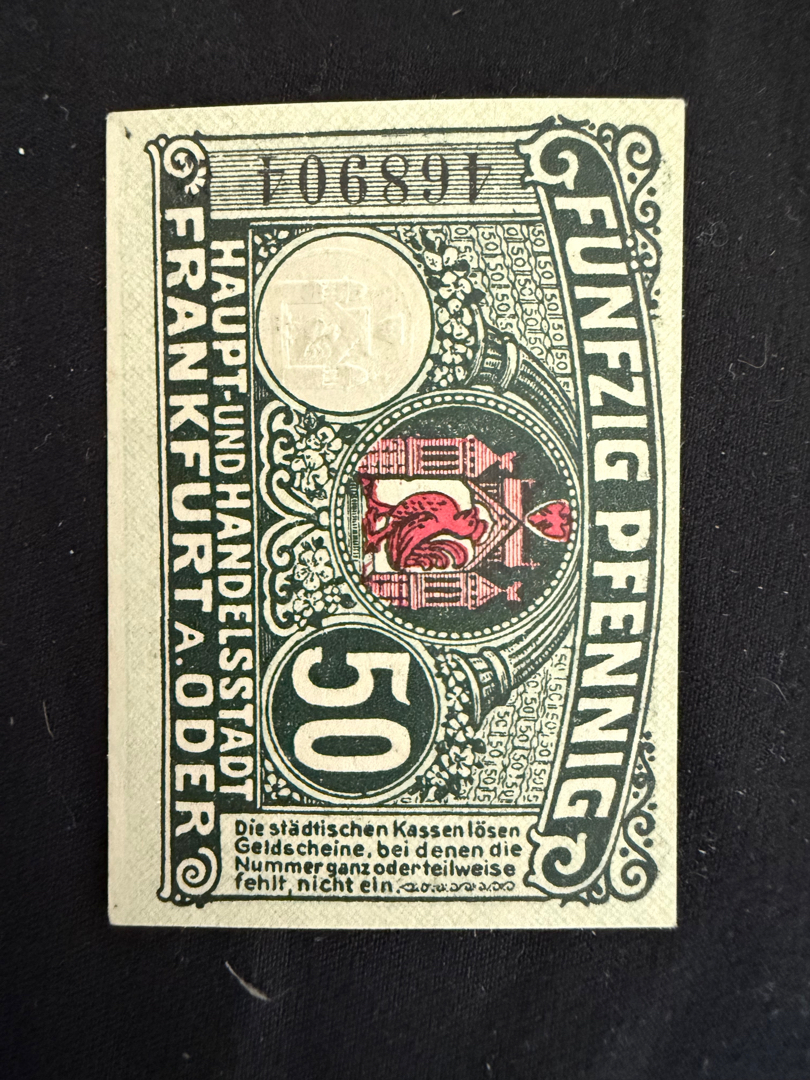 FÜNFZIG PFENNIG
468904
50
HAUPT- UND HANDELSSTADT
FRANKFURT A. ODER
Die städtischen Kassen lösen
Geldscheine, bei denen die
Nummer ganz oder teilweise
fehlt, nicht ein.